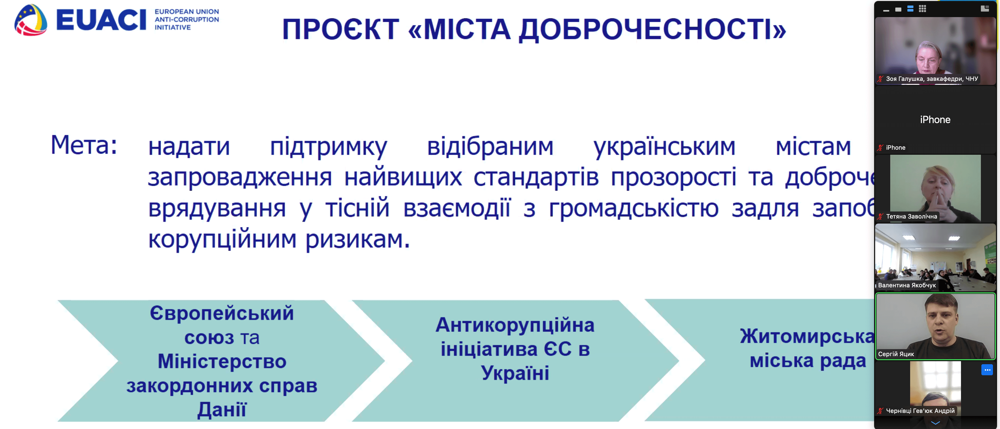 EUACI
EUROPEAN UNION
ANTI-CORRUPTION
INITIATIVE
ПРОЄКТ «МІСТА ДОБРОЧЕСНОСТІ»
Мета: надати підтримку відібраним українським містам
запровадження найвищих стандартів прозорості та доброче
врядування у тісній взаємодії з громадськістю задля запоб
корупційним ризикам.
Європейський
союз та
Міністерство
закордонних справ
Данії
Антикорупційна
ініціатива ЄС в
Україні
Житомирська
міська рада
Зоя Галушка, завкафедри, ЧНУ
iPhone
iPhone
Тетяна Заволічна
Валентина Якобчук
Сергій Яцик
Чернівці Гев'юк Андрій